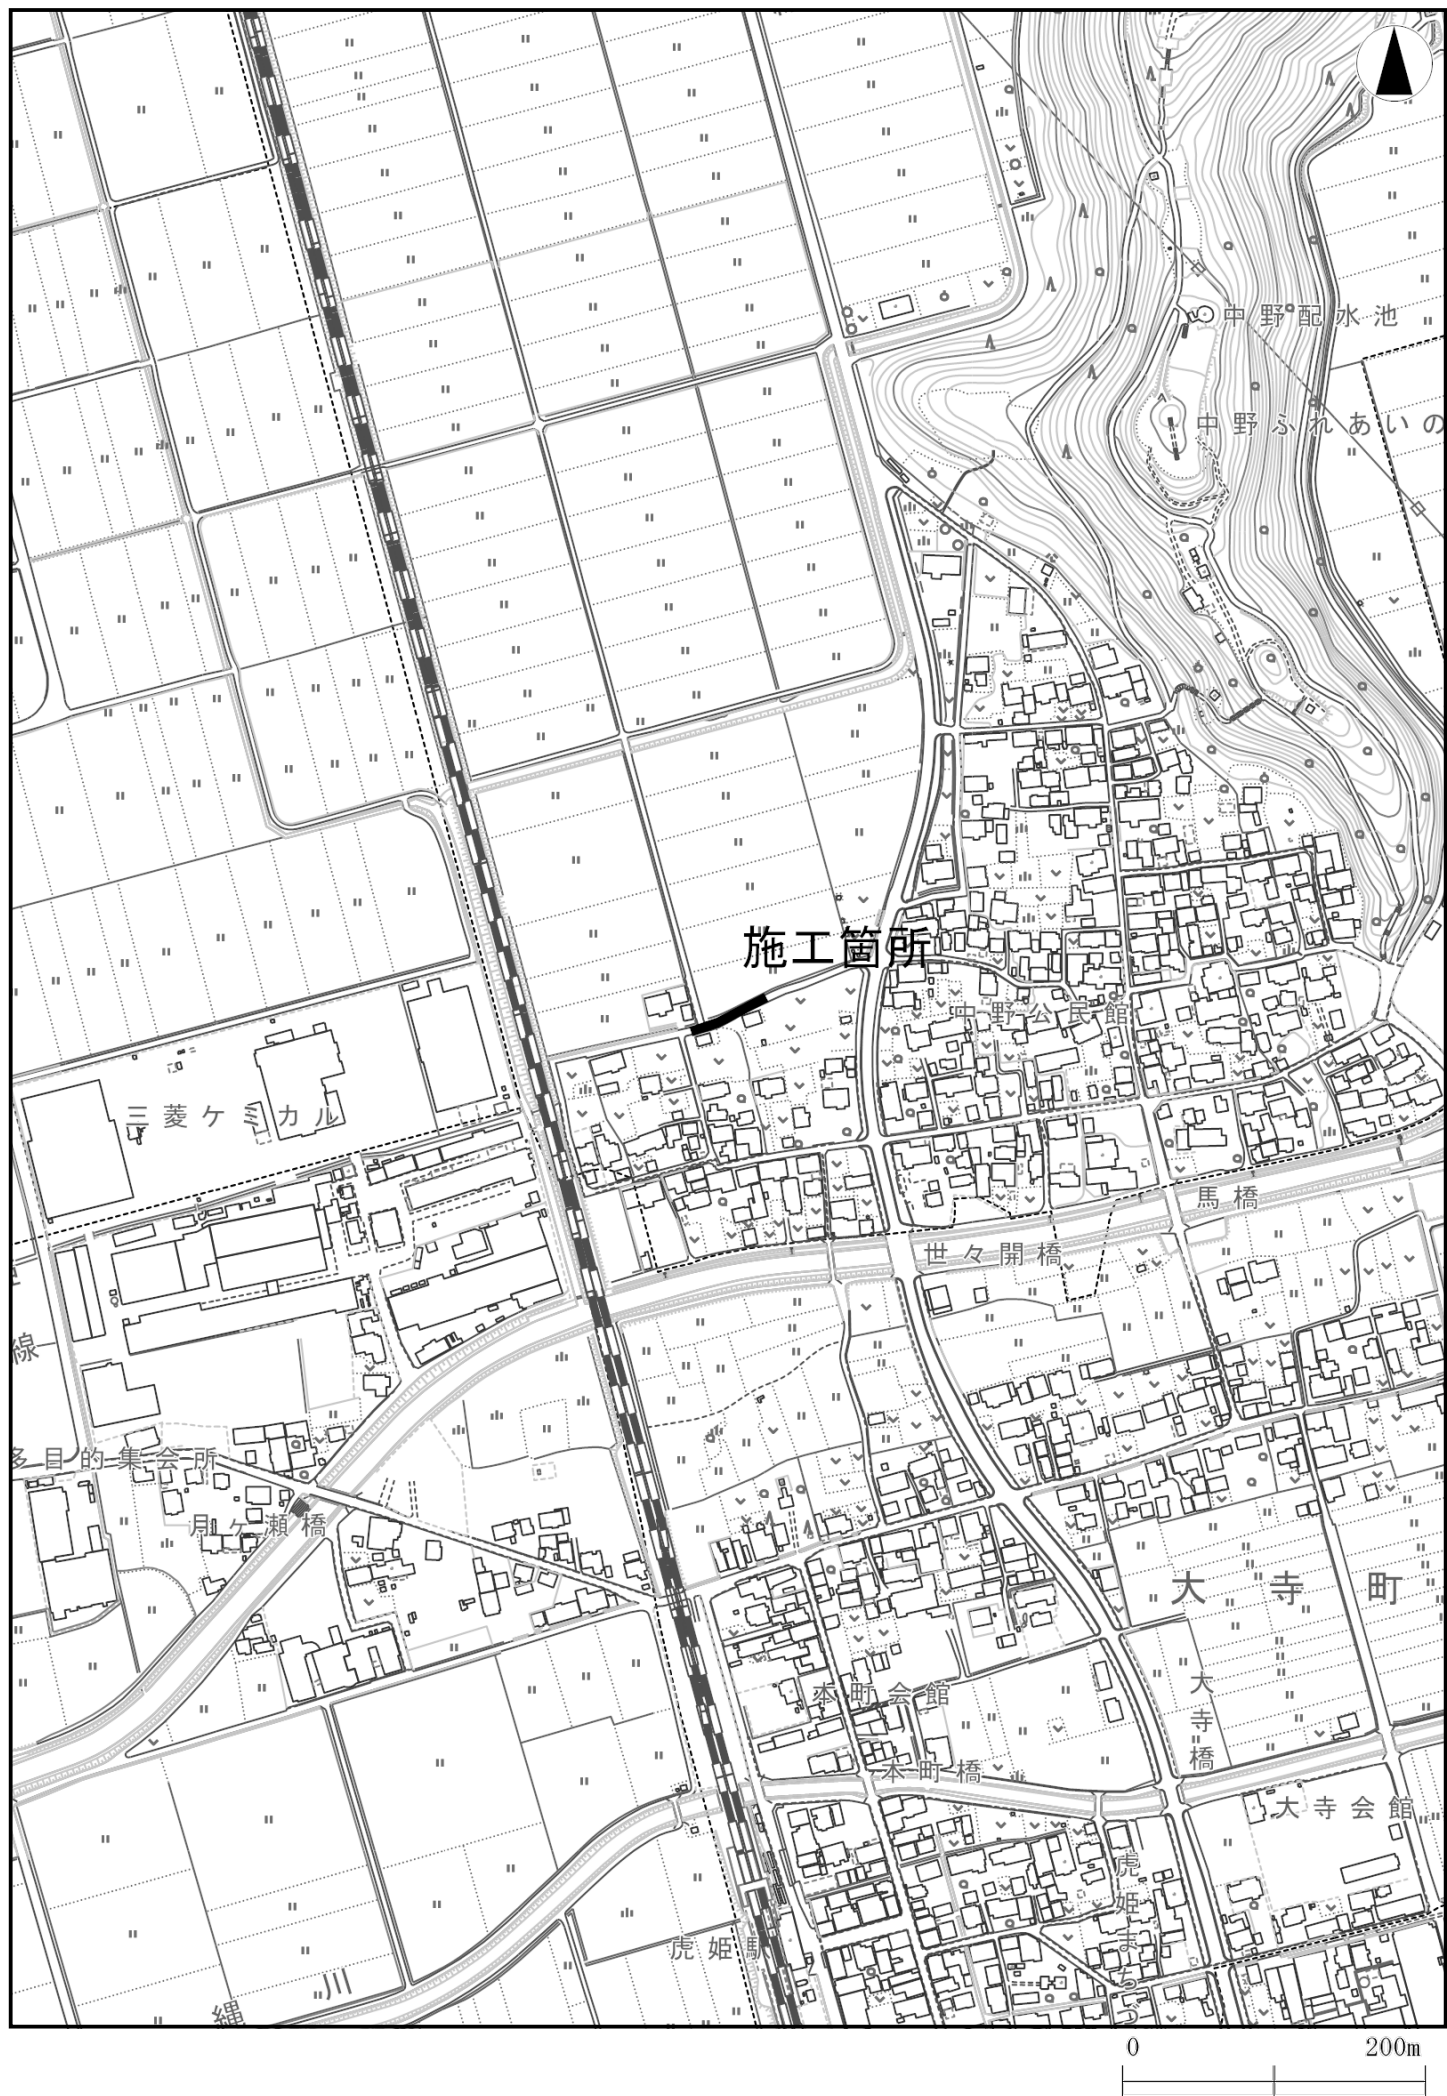 中野配水池
中野ふれあいの
施工箇所
中野公民館
三菱ケミカル
馬橋
世々開橋
線
多目的集会所
月ヶ瀬橋
大寺町
本町会館
大寺橋
本町橋
大寺会館
虎姫まちづ
虎姫駅
縄川
0 200m